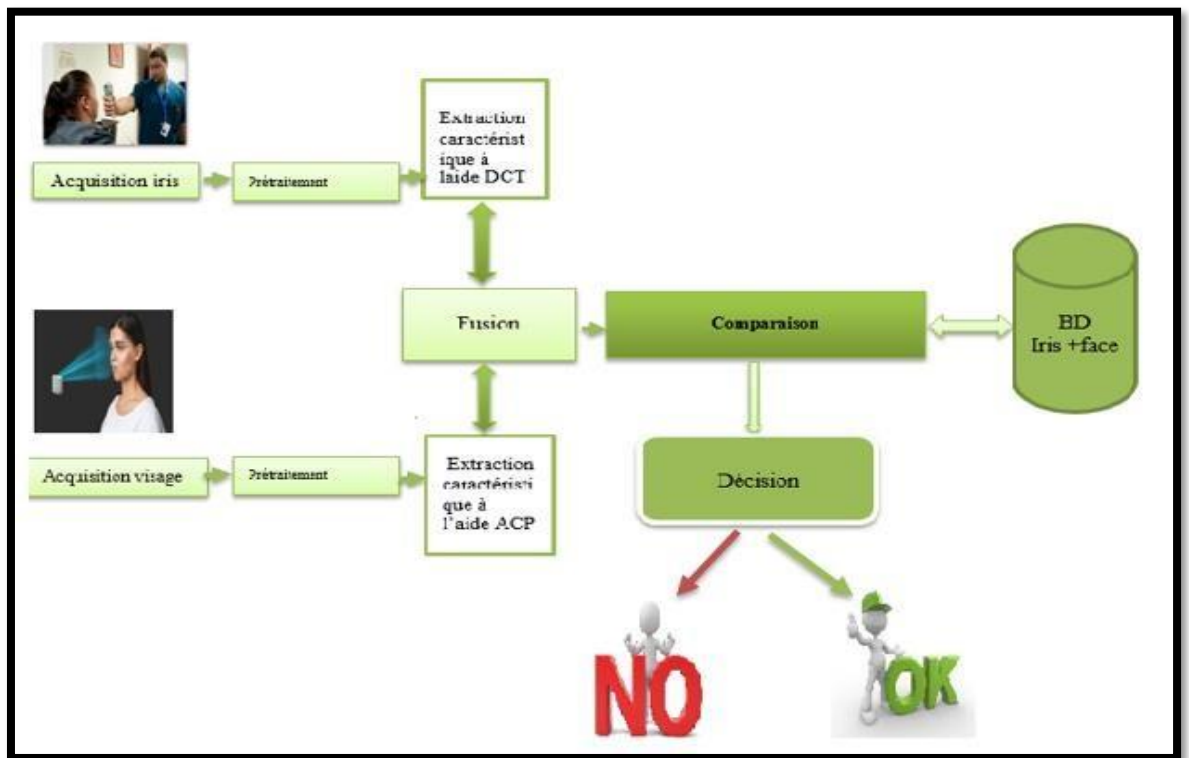 Extraction
caractérist
ique à
laide DCT
Acquisition iris
Prétraitement
Fusion
Comparaison
BD
Iris +face
Acquisition visage
Prétraitement
Extraction
caractéristi
que à
l’aide ACP
Décision
NO
OK